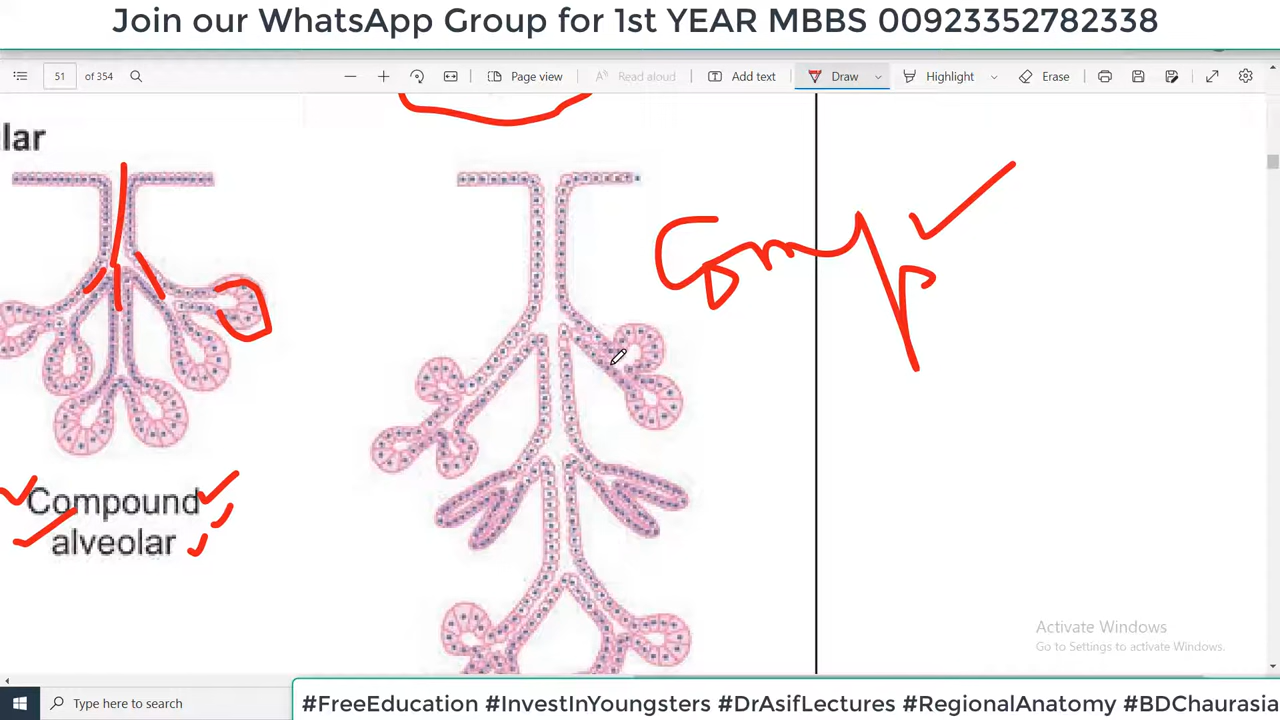 Join our WhatsApp Group for 1st YEAR MBBS 00923352782338
51 of 354 Page view Read aloud Add text Draw Highlight Erase
lar
Comp
Compound
alveolar
Activate Windows
Go to Settings to activate Windows.
Type here to search
#FreeEducation #InvestInYoungsters #DrAsifLectures #RegionalAnatomy #BDChaurasia